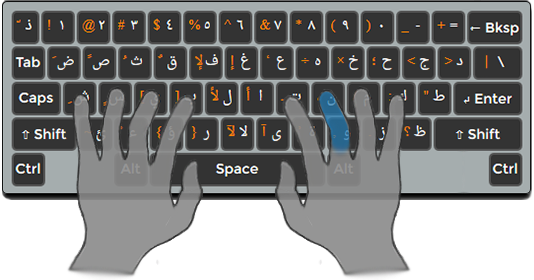 ذ ّ ! ١ @ ٢ # ٣ $ ٤ % ٥ ^ ٦ & ٧ * ٨ ( ٩ ) ٠ _ - + = ← Bksp
Tab ضَ صً ثُ قٌ ف لإ إ غ ‘ ع ÷ ه × خ ؛ ح < ج > د | \
Caps ش ي ب ل لأ أ ا ت ن ك ط " ↲ Enter
⇧ Shift ئ } { ر لا لآ آ ى و ظ ؟ ⇧ Shift
Ctrl Alt Space Alt Ctrl